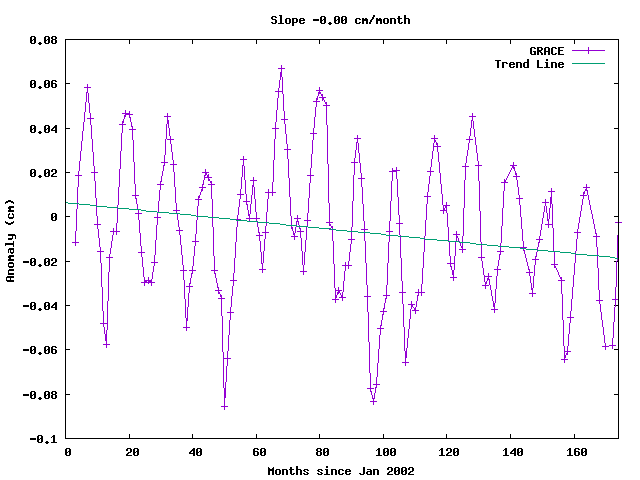 Slope -0.00 cm/month
GRACE
Trend Line
0.08
0.06
0.04
0.02
0
-0.02
-0.04
-0.06
-0.08
-0.1
Anomaly (cm)
0 20 40 60 80 100 120 140 160
Months since Jan 2002